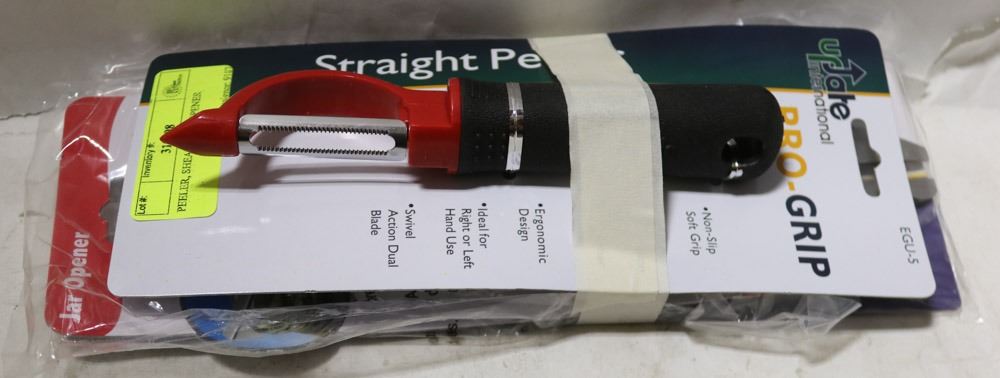 Straight Pe
update
international
PRO-GRIP
EGU-5
•Non-Slip
Soft Grip
•Ergonomic
Design
•Ideal for
Right or Left
Hand Use
•Swivel
Action Dual
Blade
Lot #:
Inventory #:
PEELER,
Jar Opener